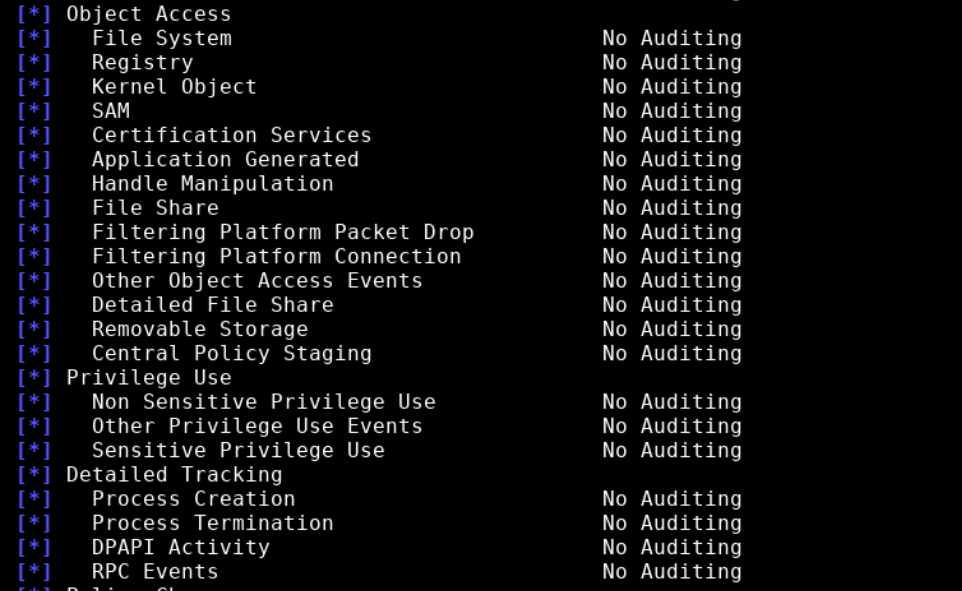 [*] Object Access
[*] File System No Auditing
[*] Registry No Auditing
[*] Kernel Object No Auditing
[*] SAM No Auditing
[*] Certification Services No Auditing
[*] Application Generated No Auditing
[*] Handle Manipulation No Auditing
[*] File Share No Auditing
[*] Filtering Platform Packet Drop No Auditing
[*] Filtering Platform Connection No Auditing
[*] Other Object Access Events No Auditing
[*] Detailed File Share No Auditing
[*] Removable Storage No Auditing
[*] Central Policy Staging No Auditing
[*] Privilege Use
[*] Non Sensitive Privilege Use No Auditing
[*] Other Privilege Use Events No Auditing
[*] Sensitive Privilege Use No Auditing
[*] Detailed Tracking
[*] Process Creation No Auditing
[*] Process Termination No Auditing
[*] DPAPI Activity No Auditing
[*] RPC Events No Auditing